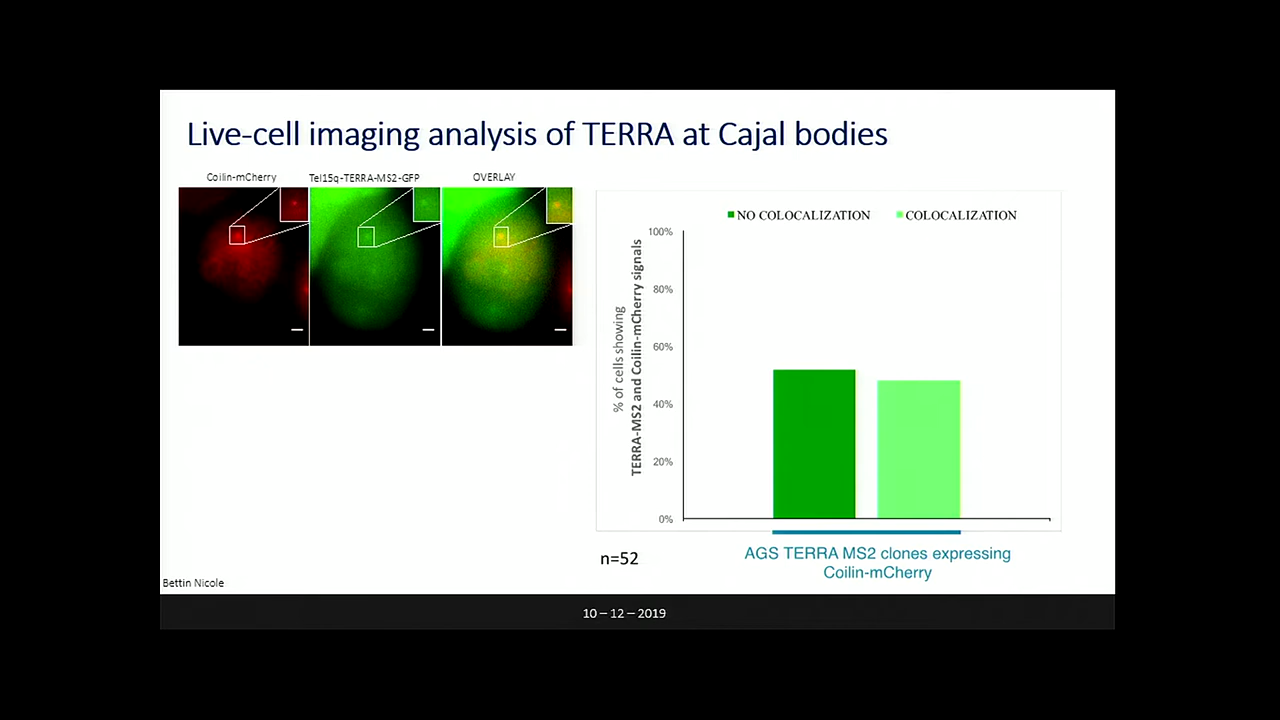 Live-cell imaging analysis of TERRA at Cajal bodies
Coilin-mCherry
Tel15q-TERRA-MS2-GFP
OVERLAY
NO COLOCALIZATION
COLOCALIZATION
% of cells showing
TERRA-MS2 and Coilin-mCherry signals
100%
80%
60%
40%
20%
0%
n=52
AGS TERRA MS2 clones expressing
Coilin-mCherry
Bettin Nicole
10 – 12 – 2019